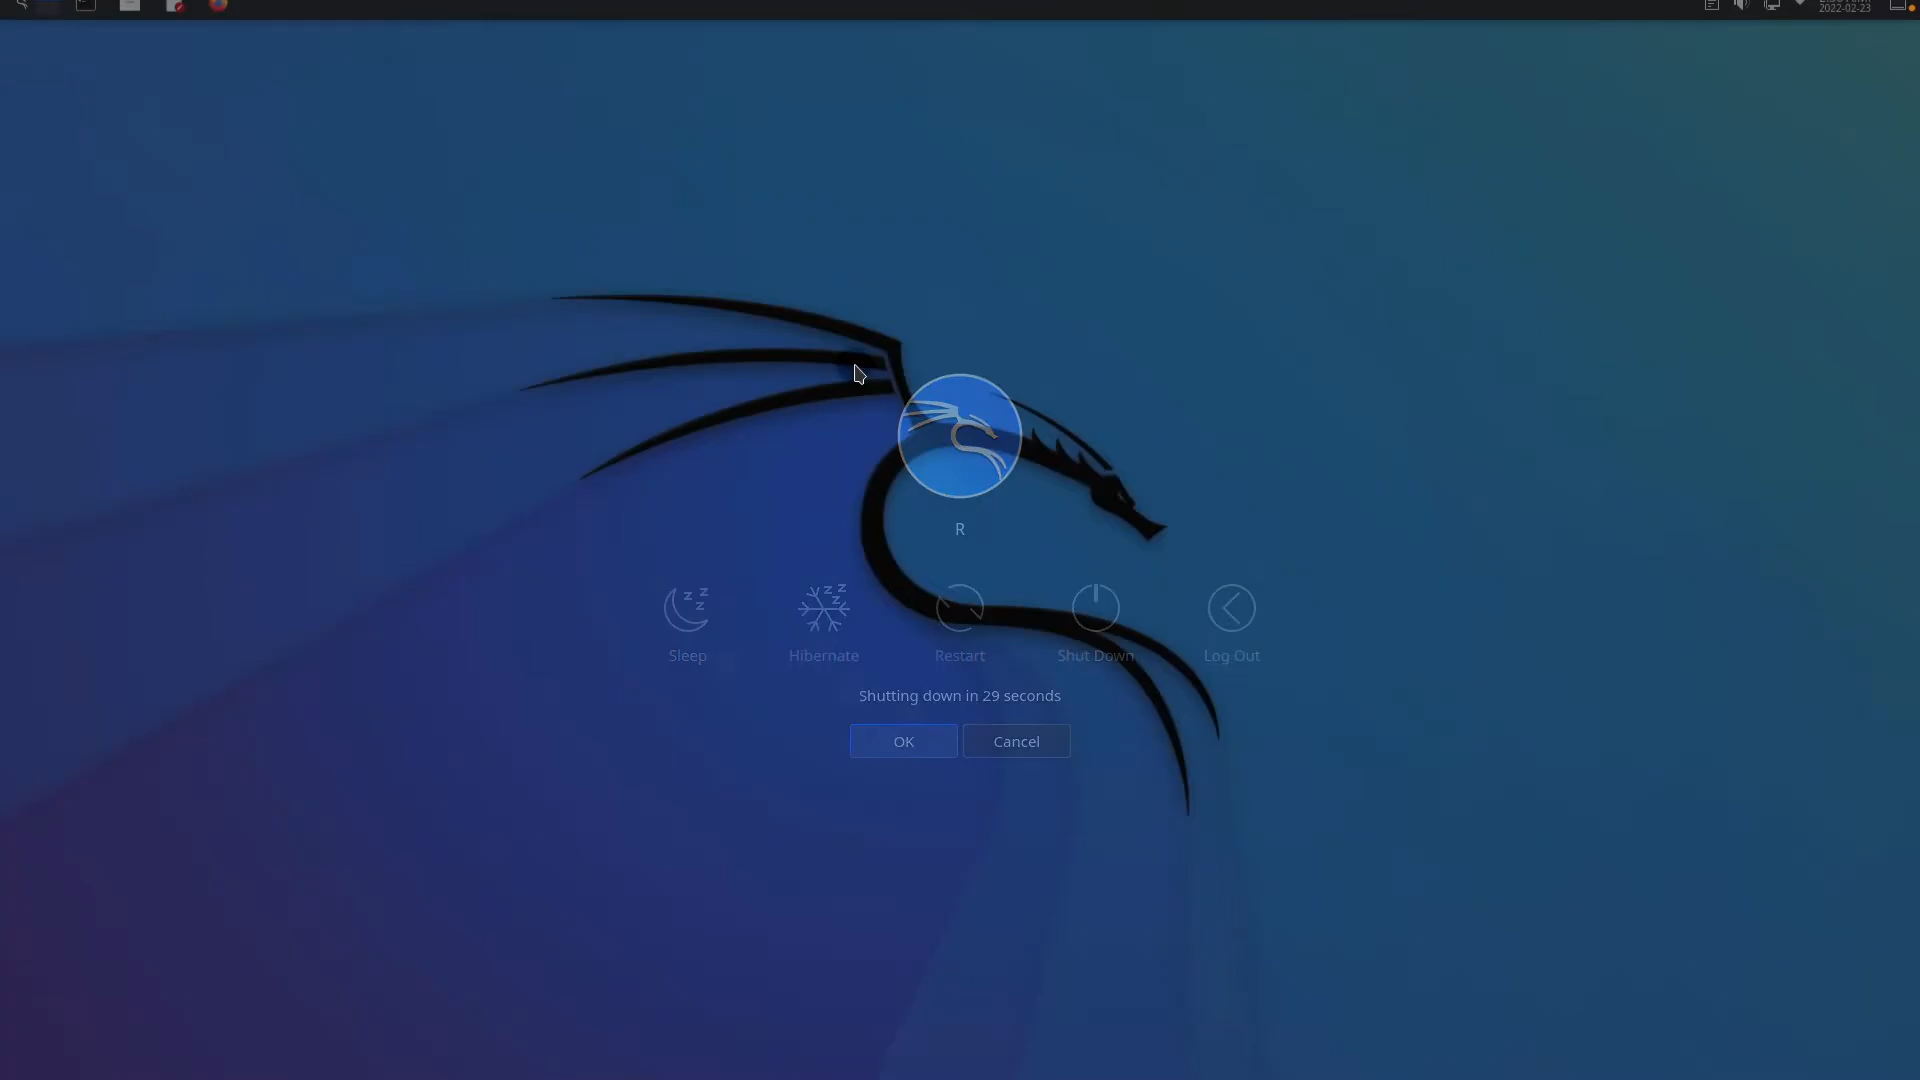 2022-02-23
R
Sleep
Hibernate
Restart
Shut Down
Log Out
Shutting down in 29 seconds
OK
Cancel